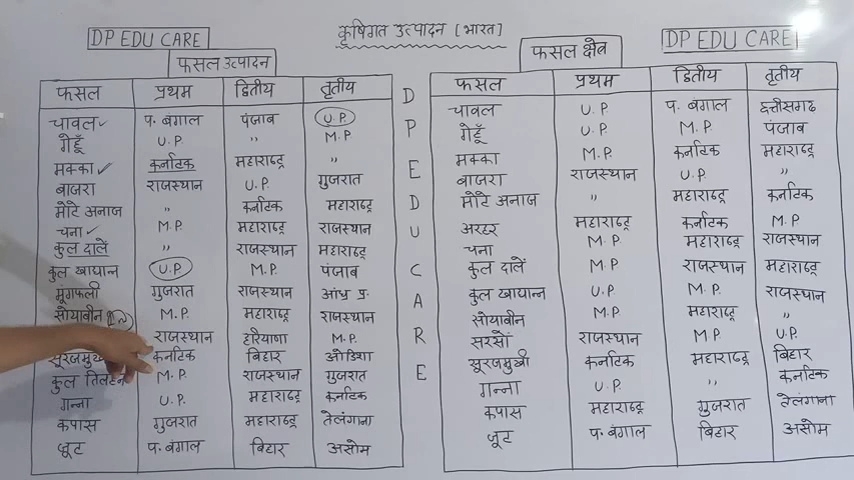 DP EDU CARE
कृषिगत उत्पादन [भारत]
DP EDU CARE
फसल उत्पादन
फसल प्रथम द्वितीय तृतीय
चावल प. बंगाल पंजाब U.P
गेहूँ U.P. " M.P
मक्का कर्नाटक महाराष्ट्र "
बाजरा राजस्थान U.P. गुजरात
मोटे अनाज " कर्नाटक महाराष्ट्र
चना M.P. महाराष्ट्र राजस्थान
कुल दालें " राजस्थान महाराष्ट्र
कुल खाद्यान U.P M.P. पंजाब
मूंगफली गुजरात राजस्थान आंध्र प्र.
सोयाबीन M.P. महाराष्ट्र राजस्थान
राजस्थान हरियाणा M.P.
कर्नाटक बिहार ओडिशा
कुल M.P. राजस्थान गुजरात
गन्ना U.P. महाराष्ट्र कर्नाटक
कपास गुजरात महाराष्ट्र तेलंगाना
जूट प. बंगाल बिहार असोम
D
P
E
D
U
C
A
R
E
फसल क्षेत्र
फसल प्रथम द्वितीय तृतीय
चावल U.P प. बंगाल छत्तीसगढ़
गेहूँ U.P M.P. पंजाब
मक्का M.P. कर्नाटक महाराष्ट्र
बाजरा राजस्थान U.P. "
मोटे अनाज " महाराष्ट्र कर्नाटक
अरहर महाराष्ट्र कर्नाटक M.P
चना M.P. महाराष्ट्र राजस्थान
कुल दालें M.P राजस्थान महाराष्ट्र
कुल खाद्यान्न U.P M.P. राजस्थान
सोयाबीन M.P महाराष्ट्र "
सरसों राजस्थान M.P U.P
सूरजमुखी कर्नाटक महाराष्ट्र बिहार
गन्ना U.P " कर्नाटक
कपास महाराष्ट्र गुजरात तेलंगाना
जूट प. बंगाल बिहार असोम